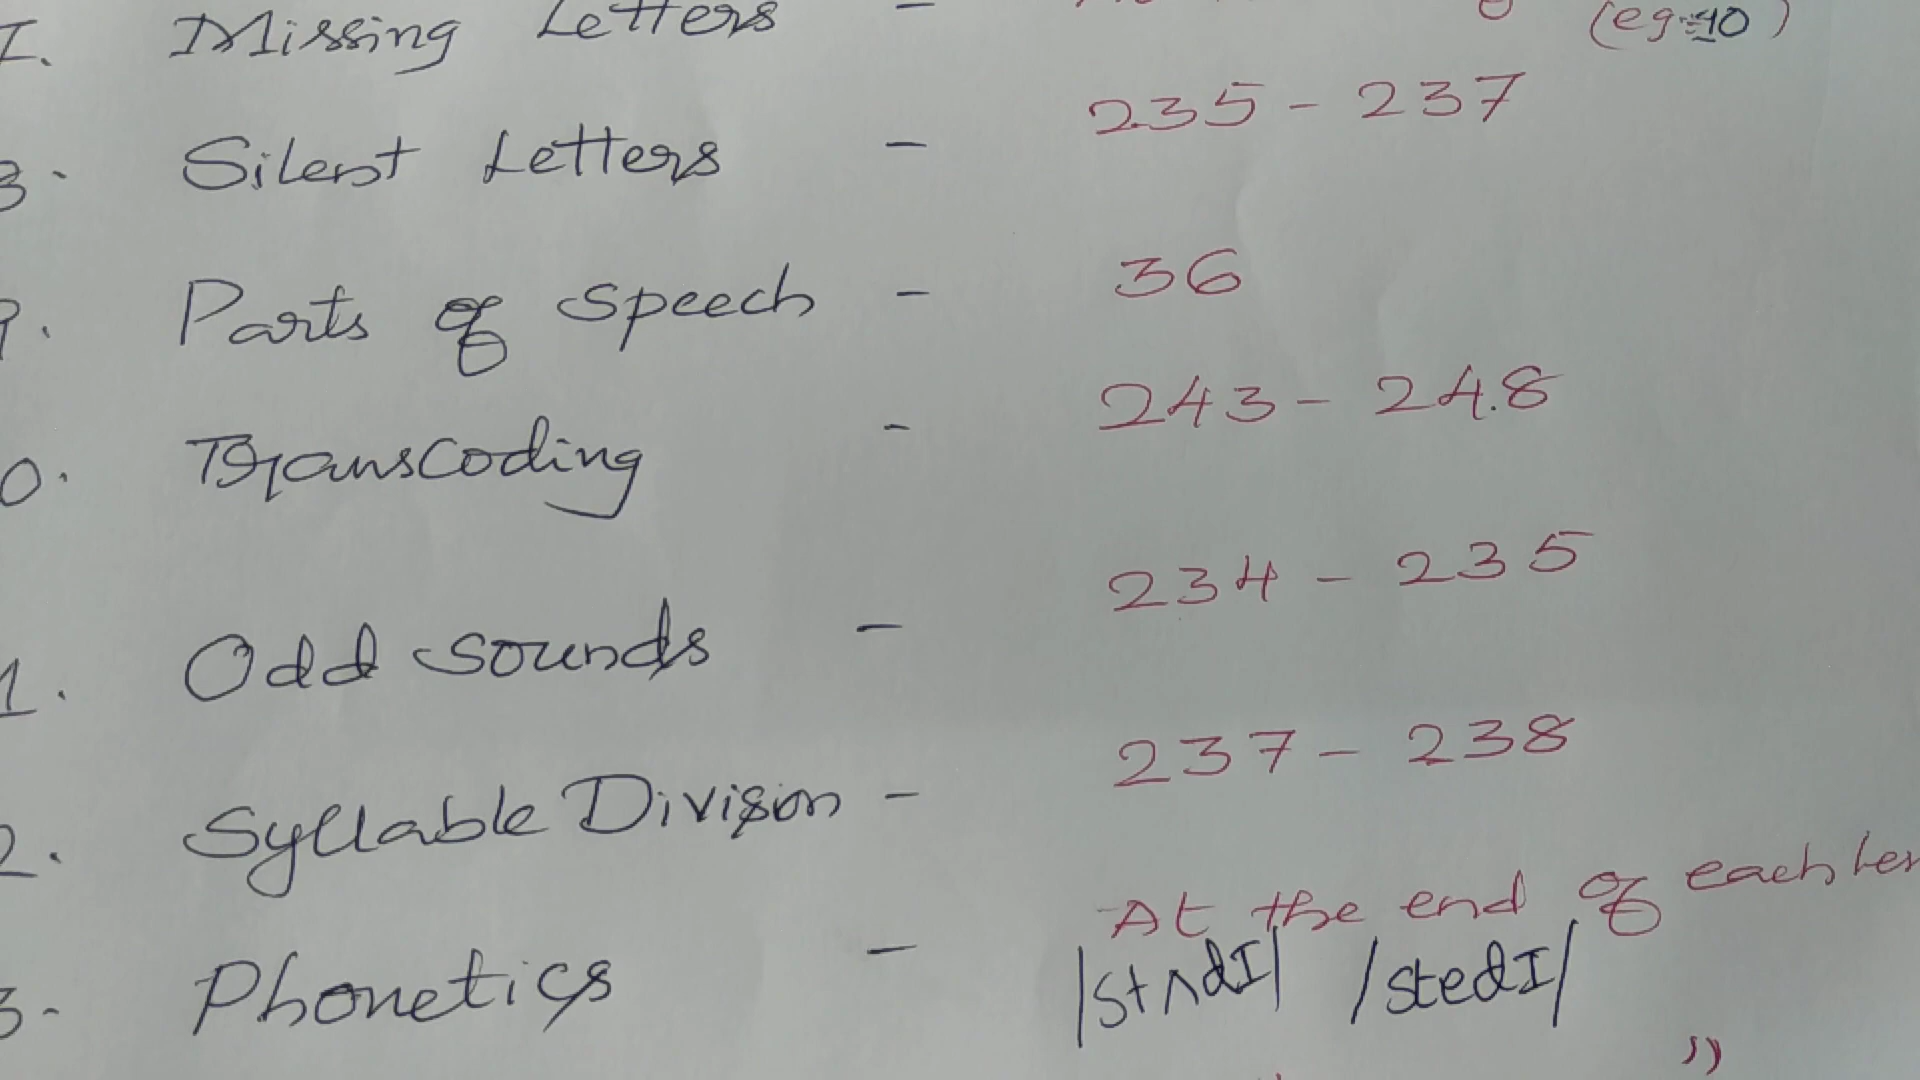 I. Missing Letters - (eg:-10)
3. Silent Letters - 235 - 237
9. Parts of Speech - 36
0. Transcoding - 243 - 248
1. Odd Sounds - 234 - 235
2. Syllable Division - 237 - 238
3. Phonetics - At the end of each
/stʌdI/ /stedI/
"